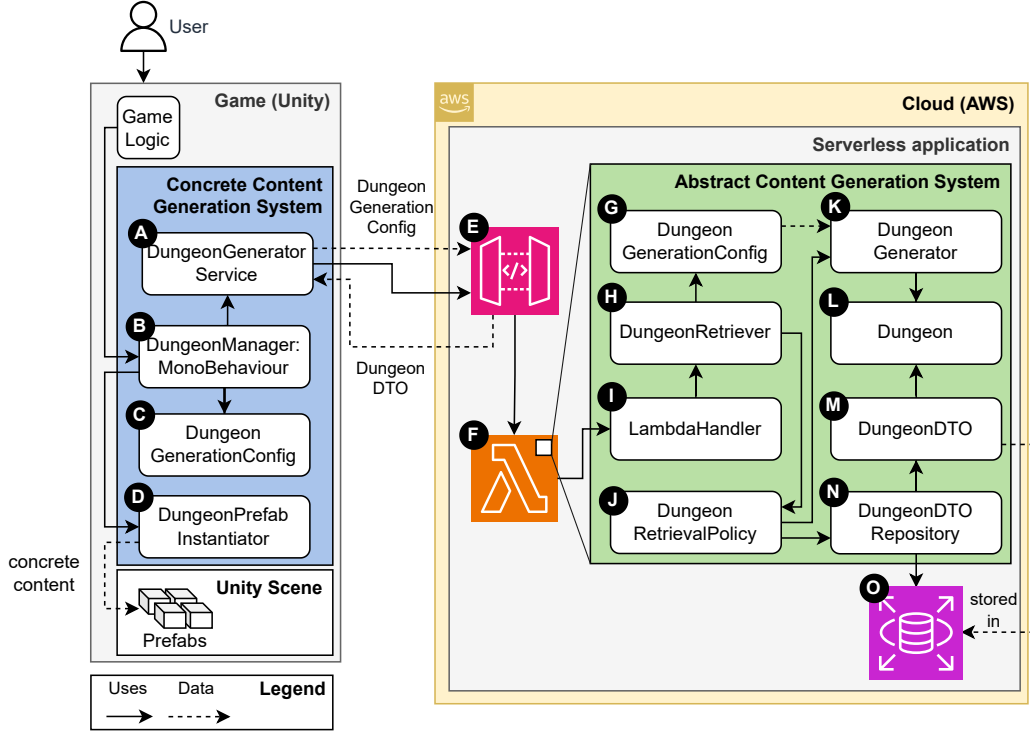 User
Game (Unity)
Game
Logic
Concrete Content
Generation System
A
DungeonGenerator
Service
B
DungeonManager:
MonoBehaviour
C
Dungeon
GenerationConfig
D
DungeonPrefab
Instantiator
concrete
content
Unity Scene
Prefabs
Uses
Data
Legend
Dungeon
Generation
Config
Dungeon
DTO
E
</>
F
aws
Cloud (AWS)
Serverless application
Abstract Content Generation System
G
Dungeon
GenerationConfig
H
DungeonRetriever
I
LambdaHandler
J
Dungeon
RetrievalPolicy
K
Dungeon
Generator
L
Dungeon
M
DungeonDTO
N
DungeonDTO
Repository
O
stored
in